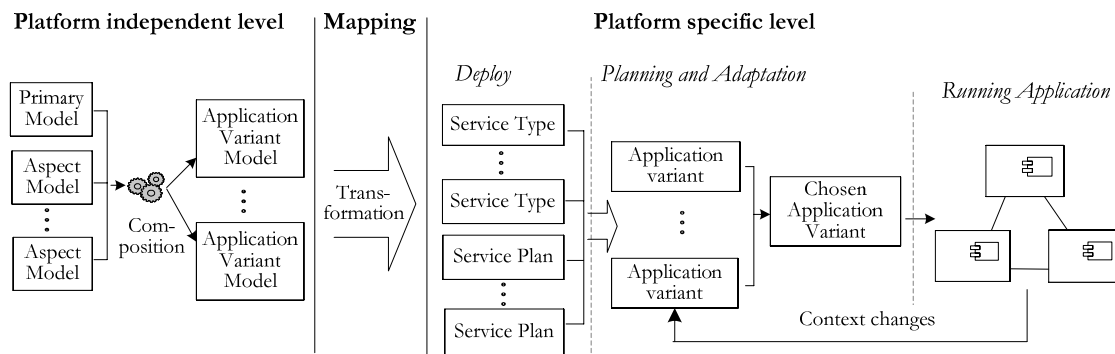 Platform independent level
Mapping
Platform specific level
Primary
Model
Aspect
Model
Aspect
Model
Com-
position
Application
Variant
Model
Application
Variant
Model
Trans-
formation
Deploy
Service Type
Service Type
Service Plan
Service Plan
Planning and Adaptation
Application
variant
Application
variant
Chosen
Application
Variant
Running Application
Context changes